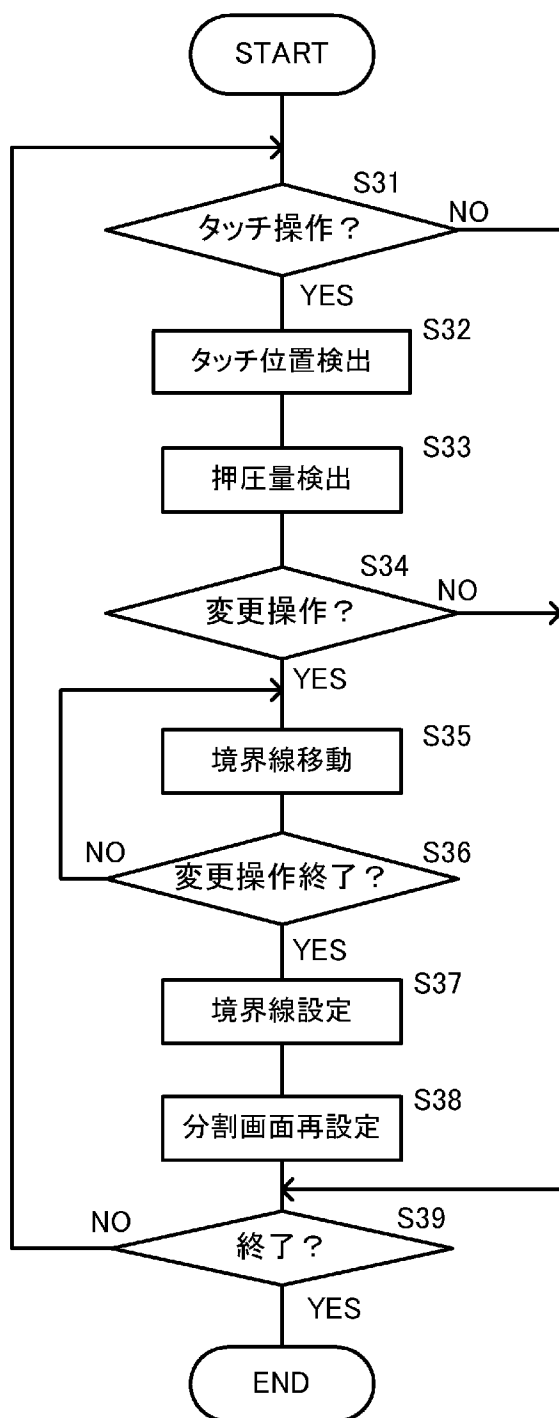 START
S31
タッチ操作？
NO
YES
S32
タッチ位置検出
S33
押圧量検出
S34
変更操作？
NO
YES
S35
境界線移動
S36
NO
変更操作終了？
YES
S37
境界線設定
S38
分割画面再設定
NO
S39
終了？
YES
END